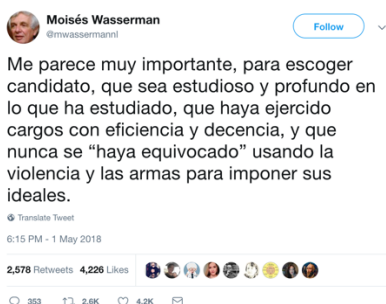 Moisés Wasserman
@mwassermannl
Follow
Me parece muy importante, para escoger
candidato, que sea estudioso y profundo en
lo que ha estudiado, que haya ejercido
cargos con eficiencia y decencia, y que
nunca se “haya equivocado” usando la
violencia y las armas para imponer sus
ideales.
Translate Tweet
6:15 PM - 1 May 2018
2,578 Retweets 4,226 Likes
353 2.6K 4.2K